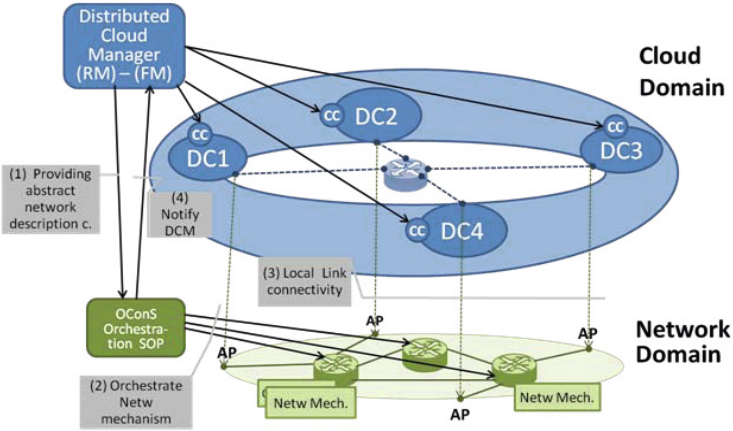 Distributed
Cloud
Manager
(RM) – (FM)
Cloud
Domain
CC
DC1
CC
DC2
CC
DC3
CC
DC4
(1) Providing
abstract
network
description c.
(4)
Notify
DCM
(3) Local Link
connectivity
OConS
Orchestra-
tion SOP
AP
AP
AP
AP
Network
Domain
(2) Orchestrate
Netw
mechanism
Netw Mech.
Netw Mech.